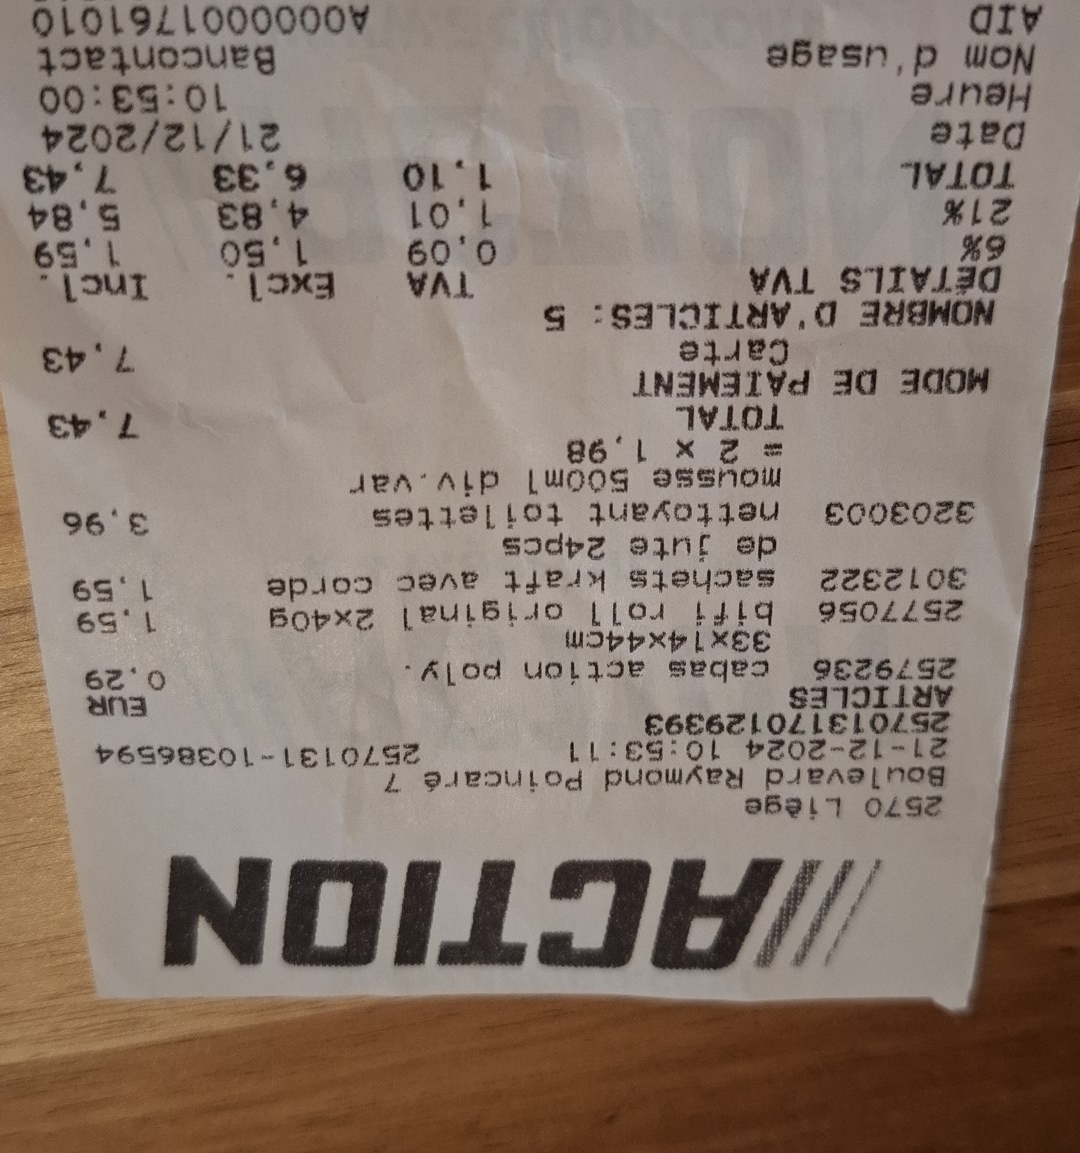 ACTION
2570 Liège
Boulevard Raymond Poincaré 7
21-12-2024 10:53:11 2570131-10386594
2570131701293​93
ARTICLES EUR
2579236 cabas action poly. 0,29
33x14x44cm
2577056 bifi roll original 2x40g 1,59
3012322 sachets kraft avec corde 1,59
de jute 24pcs
3203003 nettoyant toilettes 3,96
mousse 500ml div.var
= 2 x 1,98
TOTAL 7,43
MODE DE PAIEMENT
Carte 7,43
NOMBRE D'ARTICLES: 5
DÉTAILS TVA TVA Excl. Incl.
6% 0,09 1,50 1,59
21% 1,01 4,83 5,84
TOTAL 1,10 6,33 7,43
Date 21/12/2024
Heure 10:53:00
Nom d'usage Bancontact
AID A0000001761010